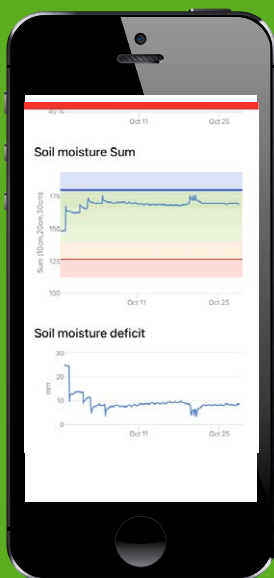 40 %
Oct 11
Oct 25
Soil moisture Sum
Sum (10cm,20cm,30cm)
175
150
125
100
Oct 11
Oct 25
Soil moisture deficit
mm
30
20
10
0
Oct 11
Oct 25